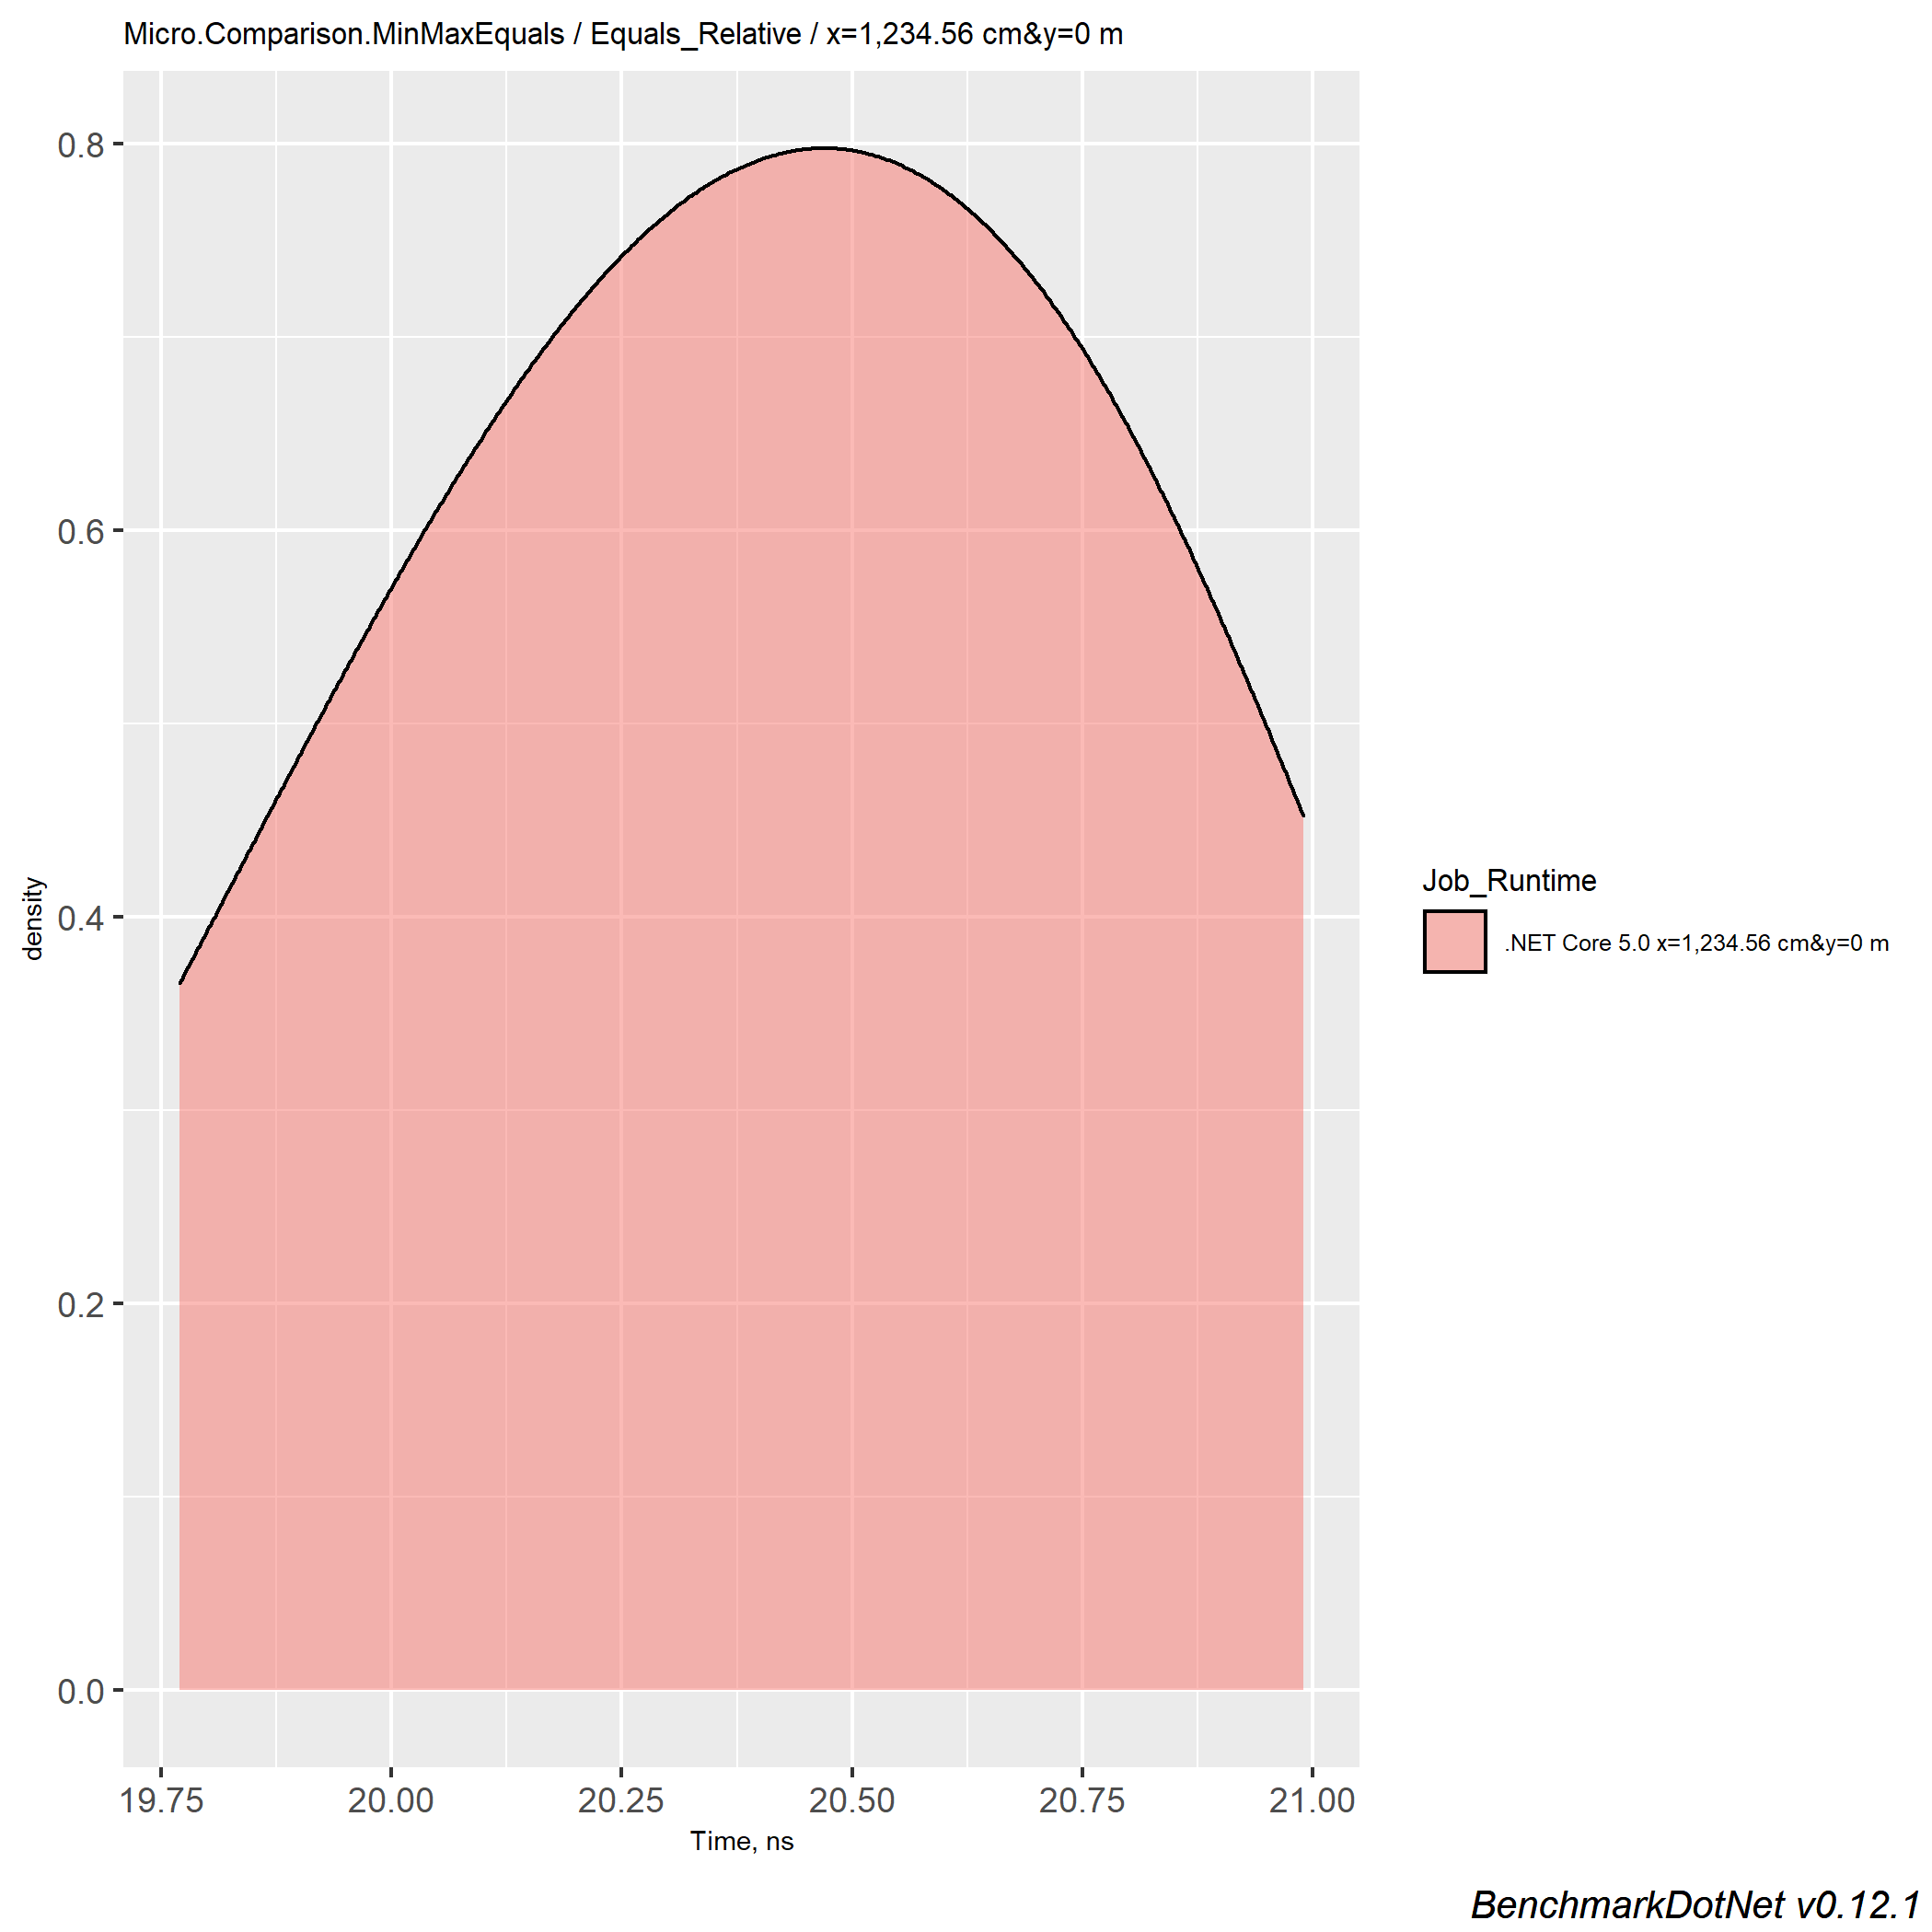 Micro.Comparison.MinMaxEquals / Equals_Relative / x=1,234.56 cm&y=0 m
0.8
0.6
0.4
0.2
0.0
density
19.75 20.00 20.25 20.50 20.75 21.00
Time, ns
Job_Runtime
.NET Core 5.0 x=1,234.56 cm&y=0 m
BenchmarkDotNet v0.12.1